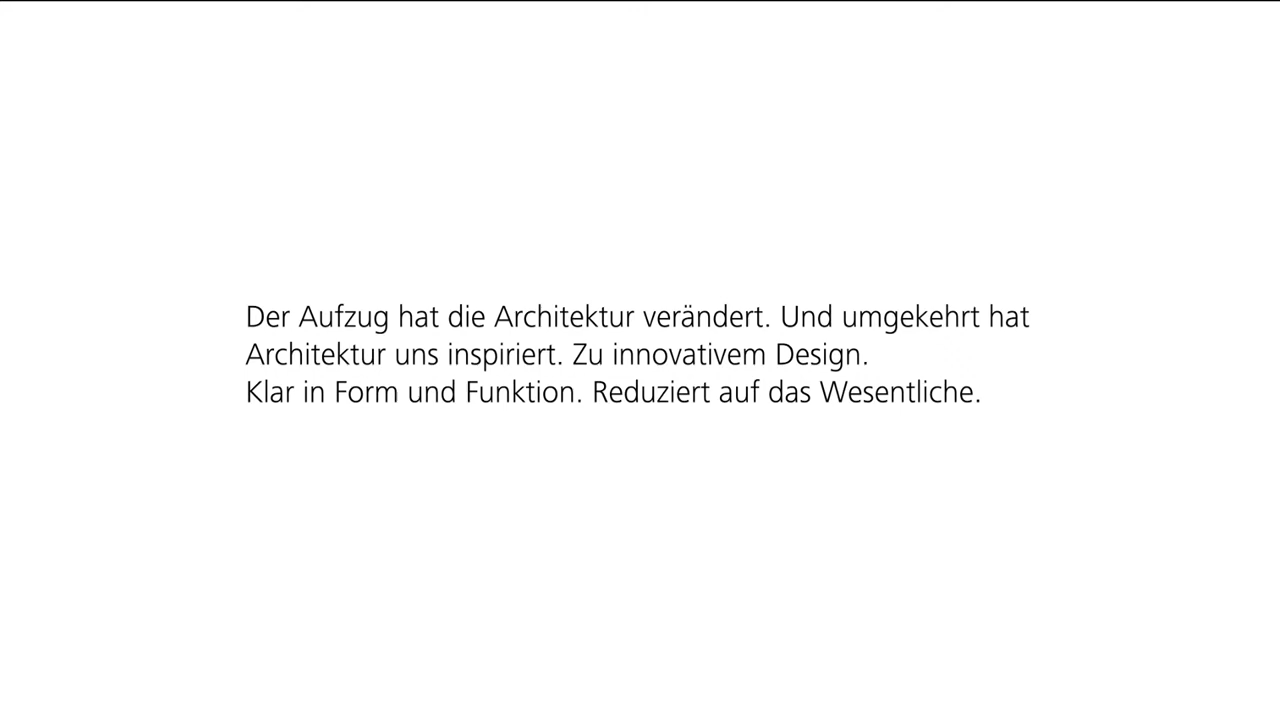 Der Aufzug hat die Architektur verändert. Und umgekehrt hat
Architektur uns inspiriert. Zu innovativem Design.
Klar in Form und Funktion. Reduziert auf das Wesentliche.